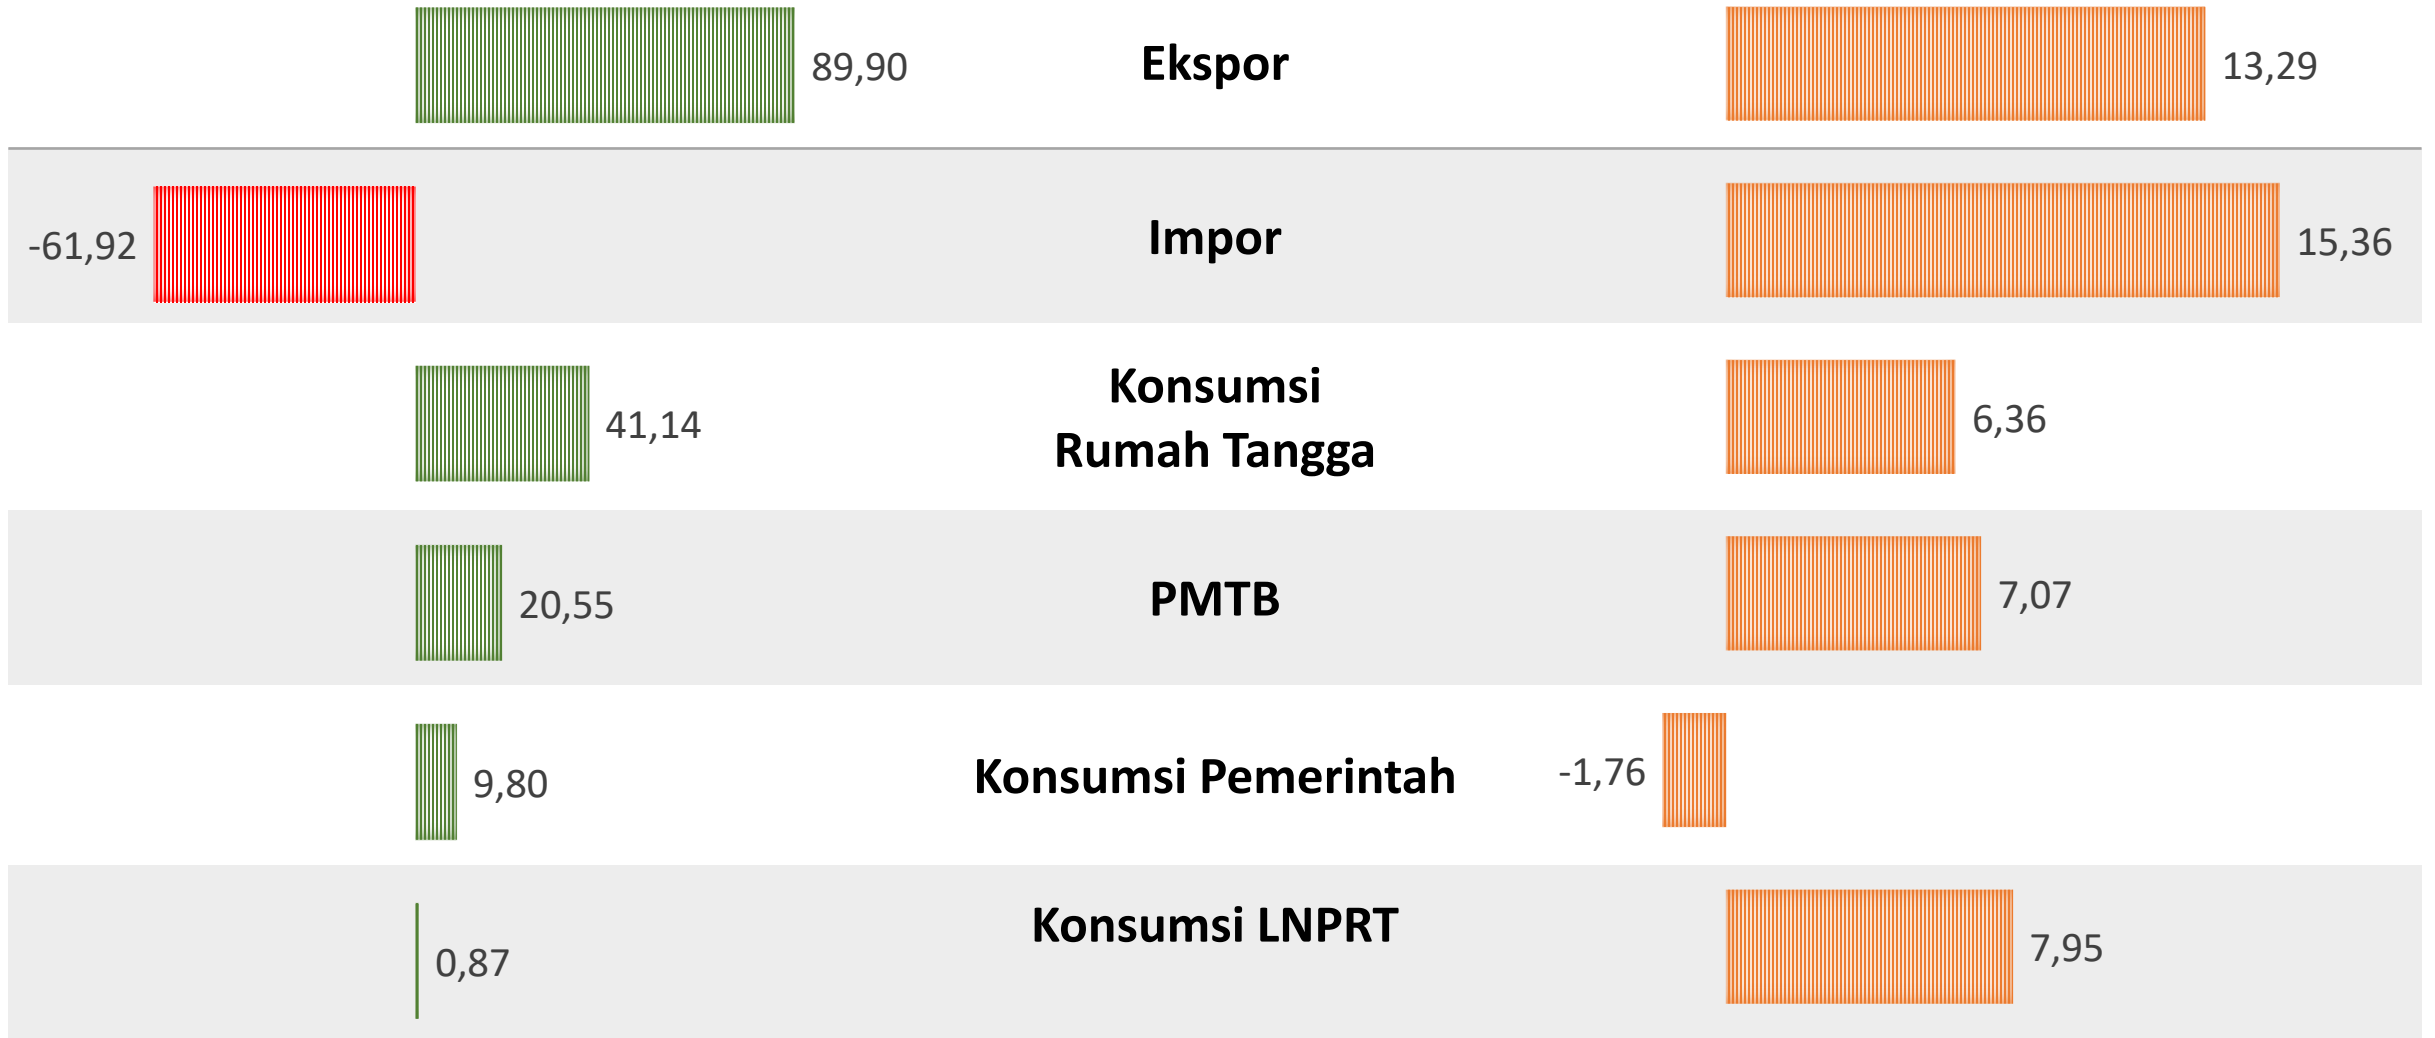 89,90 Ekspor 13,29
-61,92 Impor 15,36
Konsumsi
41,14 Rumah Tangga 6,36
20,55 PMTB 7,07
9,80 Konsumsi Pemerintah -1,76
0,87 Konsumsi LNPRT 7,95